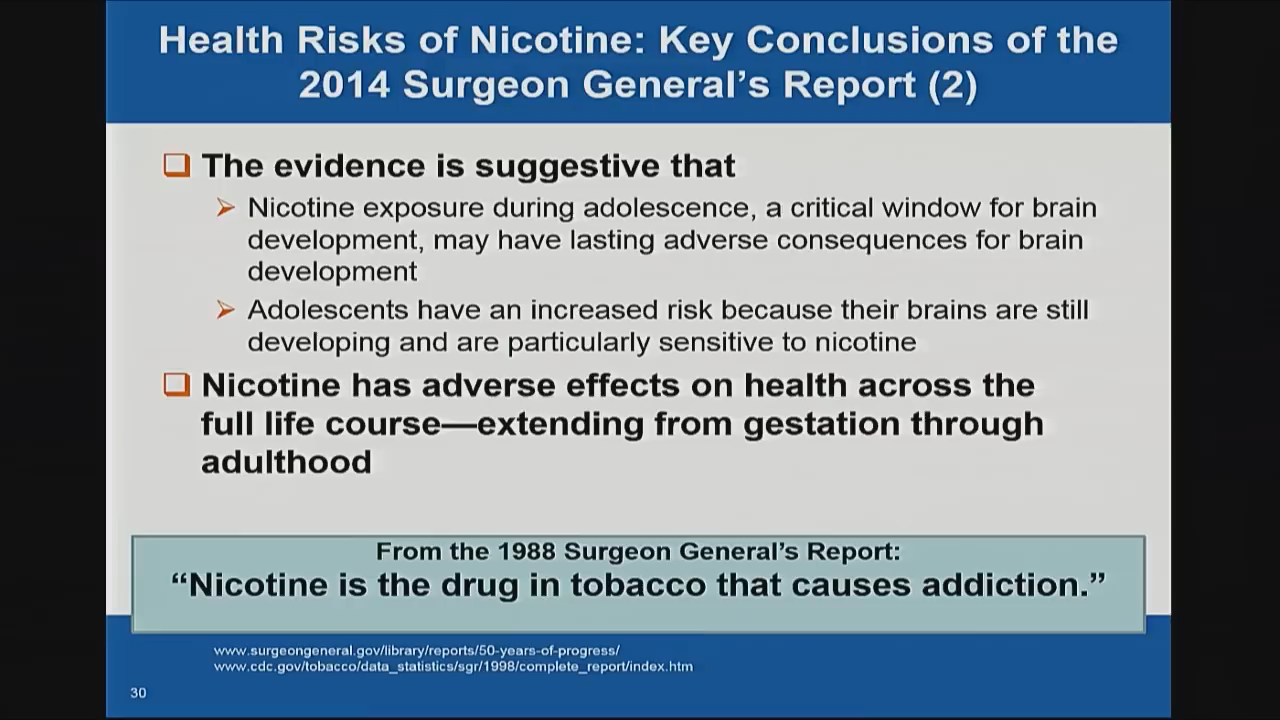 Health Risks of Nicotine: Key Conclusions of the
2014 Surgeon General’s Report (2)
The evidence is suggestive that
Nicotine exposure during adolescence, a critical window for brain
development, may have lasting adverse consequences for brain
development
Adolescents have an increased risk because their brains are still
developing and are particularly sensitive to nicotine
Nicotine has adverse effects on health across the
full life course—extending from gestation through
adulthood
From the 1988 Surgeon General’s Report:
“Nicotine is the drug in tobacco that causes addiction.”
www.surgeongeneral.gov/library/reports/50-years-of-progress/
www.cdc.gov/tobacco/data_statistics/sgr/1998/complete_report/index.htm
30